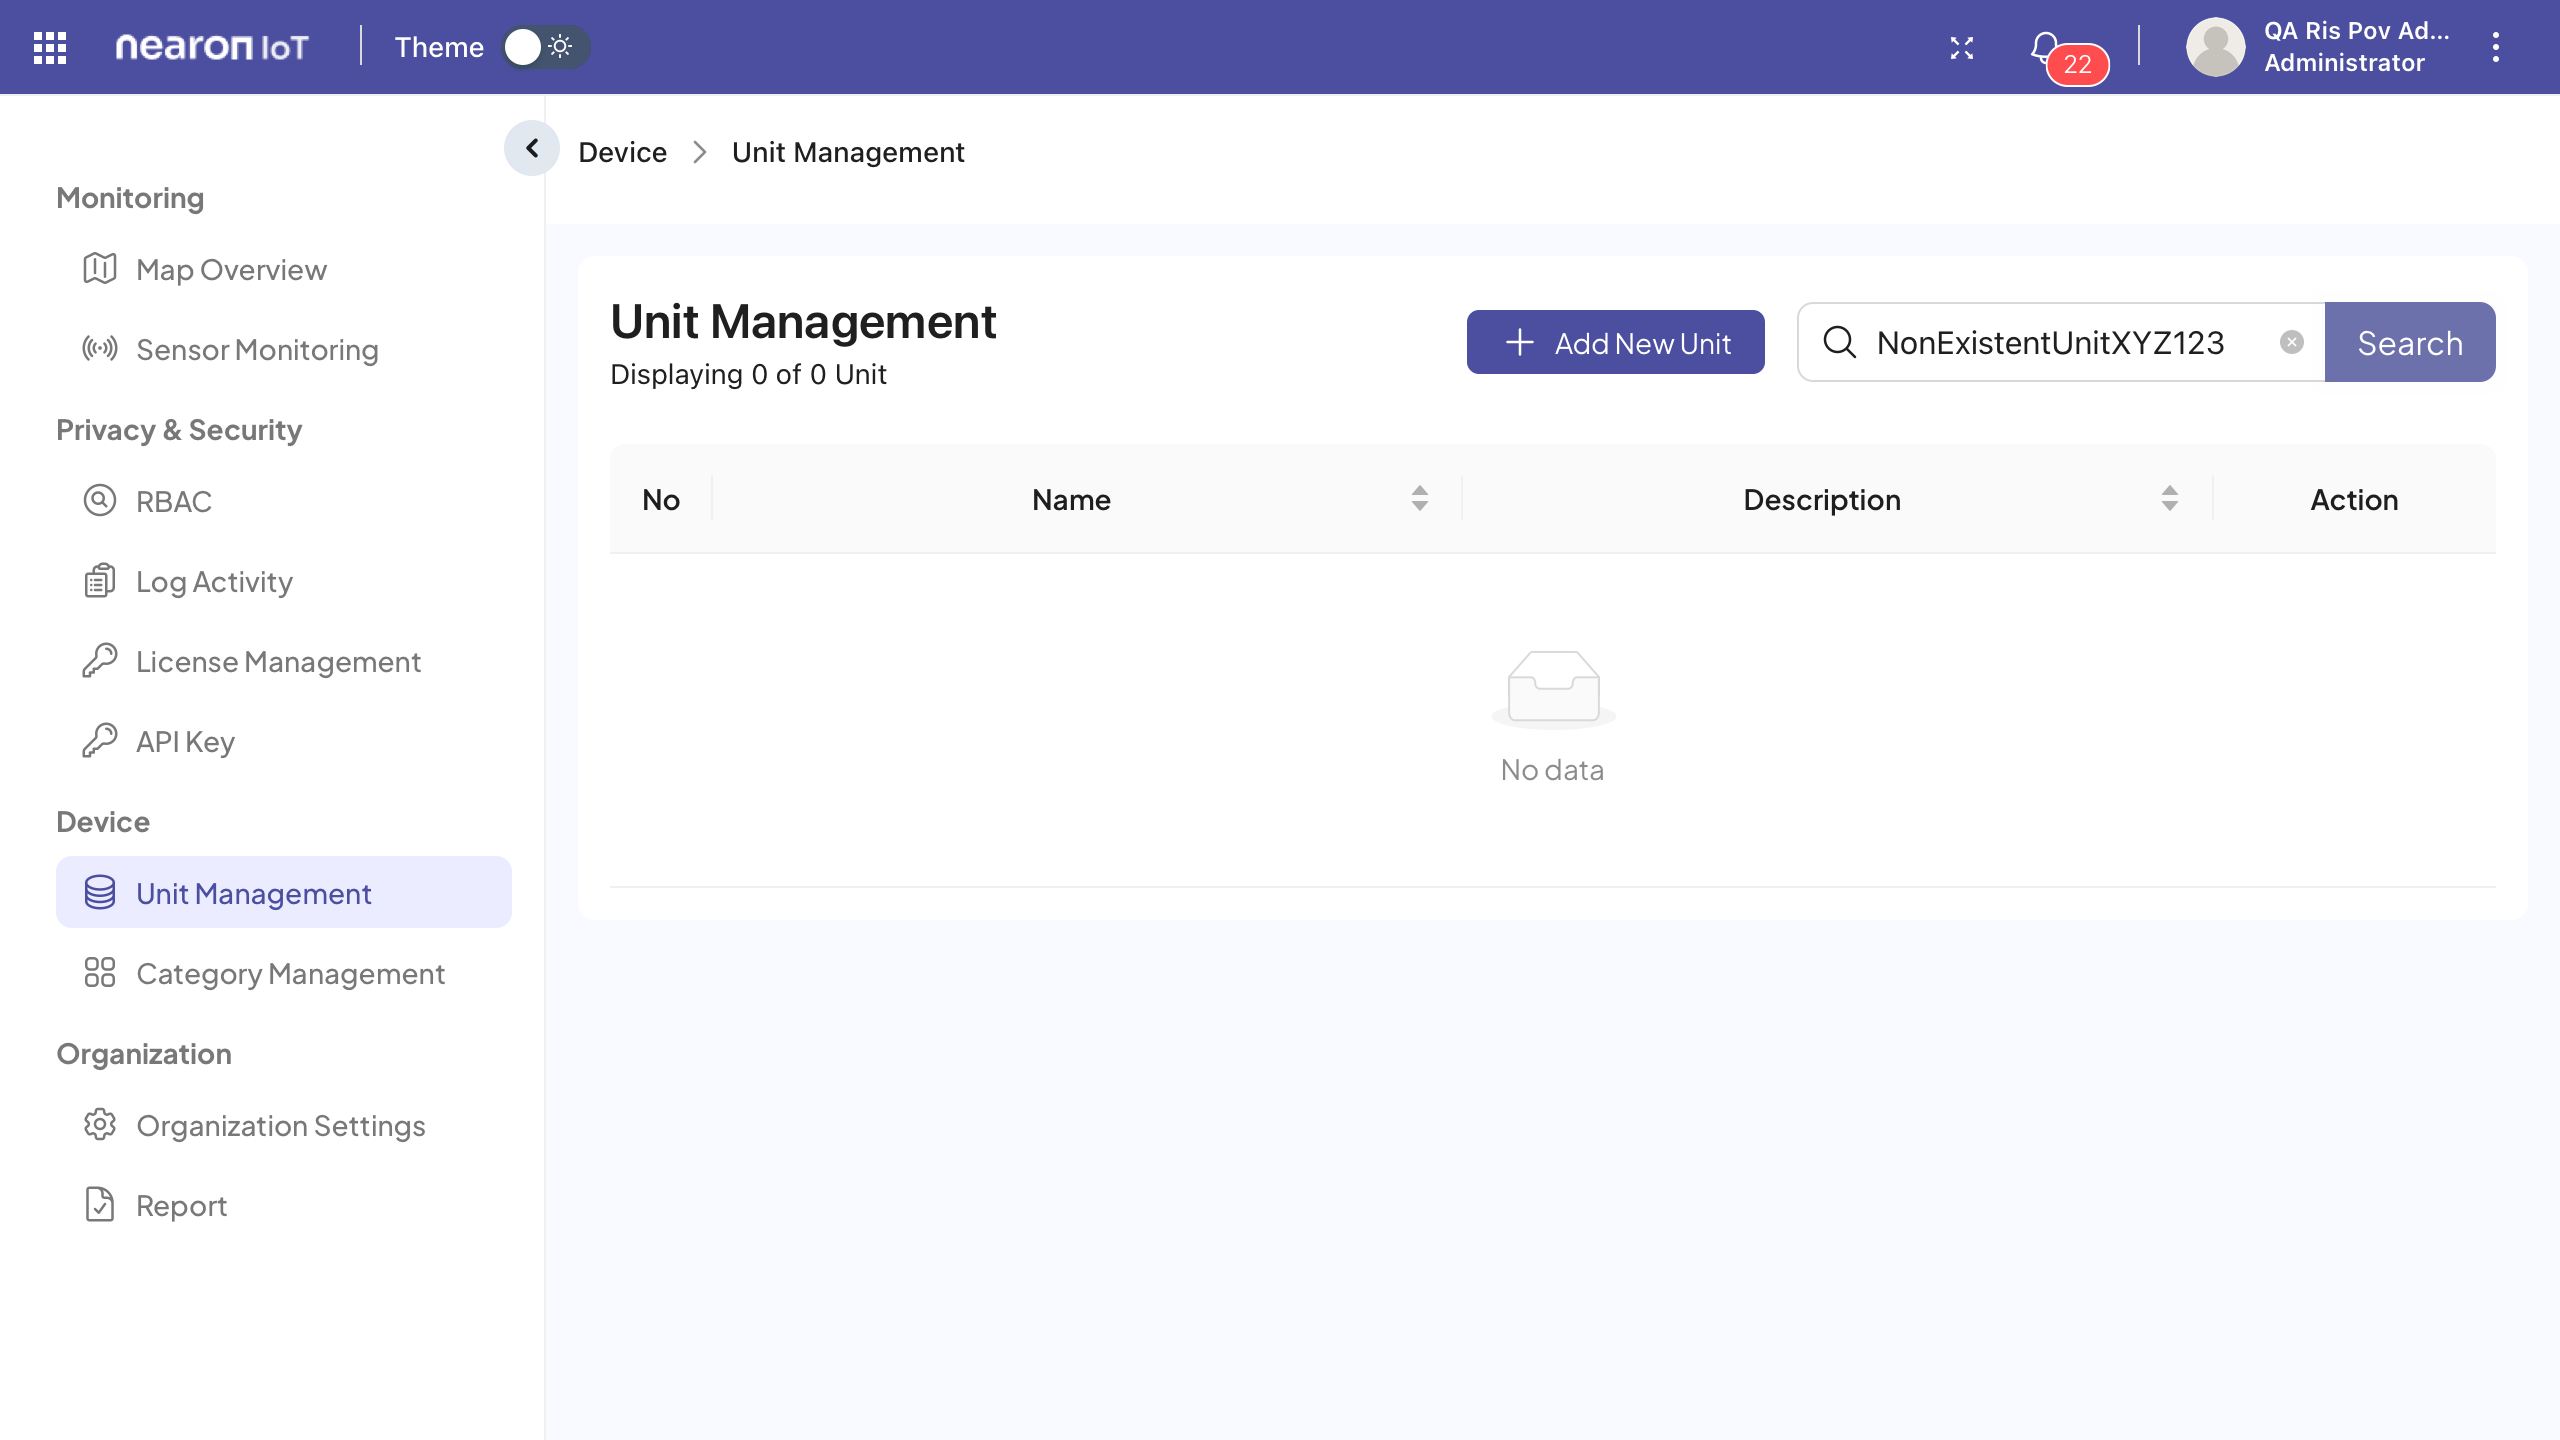 nearon IoT
Theme
22
QA Ris Pov Ad...
Administrator
Device
Unit Management
Monitoring
Map Overview
Sensor Monitoring
Privacy & Security
RBAC
Log Activity
License Management
API Key
Device
Unit Management
Category Management
Organization
Organization Settings
Report
Unit Management
Displaying 0 of 0 Unit
Add New Unit
NonExistentUnitXYZ123
Search
No
Name
Description
Action
No data